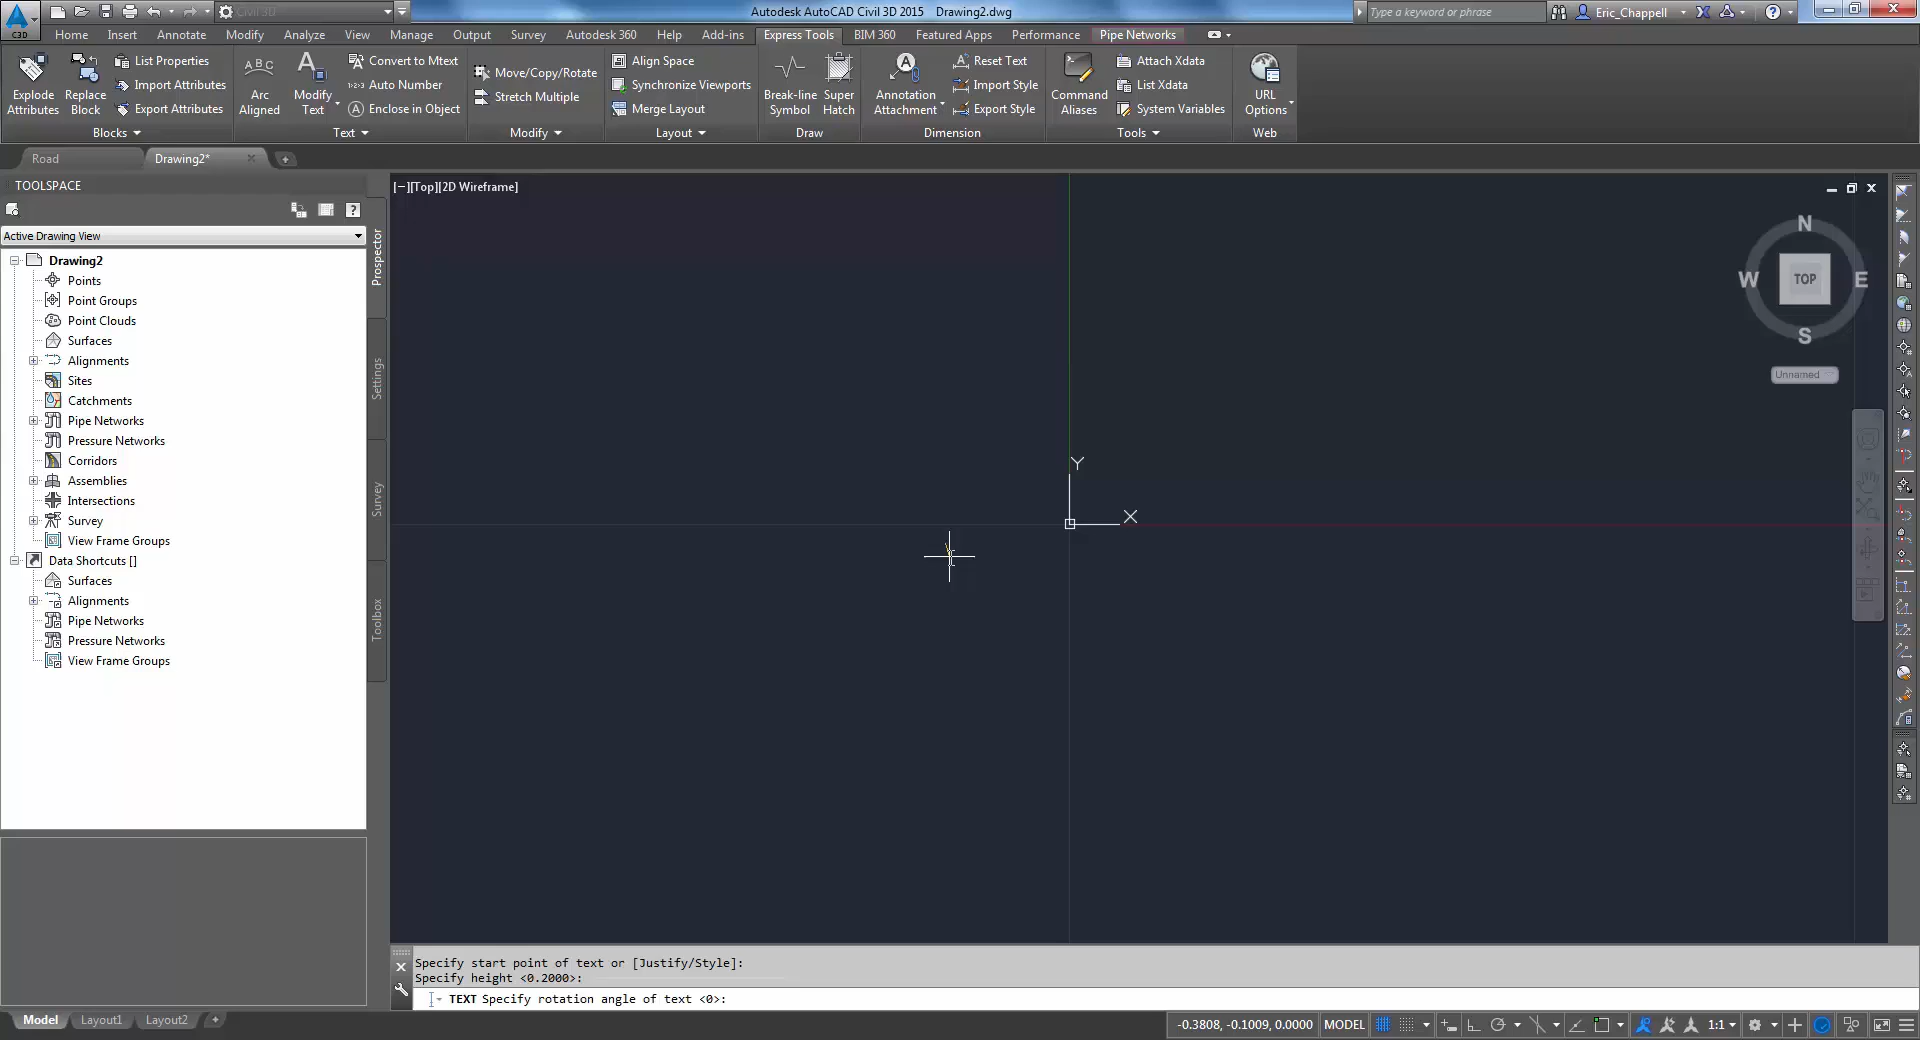 Civil 3D
Autodesk AutoCAD Civil 3D 2015 Drawing2.dwg
Type a keyword or phrase
Eric_Chappell
C3D
Home Insert Annotate Modify Analyze View Manage Output Survey Autodesk 360 Help Add-ins Express Tools BIM 360 Featured Apps Performance Pipe Networks
Explode Attributes
Replace Block
List Properties
Import Attributes
Export Attributes
Blocks
ABC
Arc Aligned
Modify Text
Convert to Mtext
1·2·3 Auto Number
Enclose in Object
Text
Move/Copy/Rotate
Stretch Multiple
Modify
Align Space
Synchronize Viewports
Merge Layout
Layout
Break-line Symbol
Super Hatch
Draw
Annotation Attachment
Reset Text
Import Style
Export Style
Dimension
Command Aliases
Attach Xdata
List Xdata
System Variables
Tools
URL Options
Web
Road
Drawing2*
TOOLSPACE
Active Drawing View
Drawing2
Points
Point Groups
Point Clouds
Surfaces
Alignments
Sites
Catchments
Pipe Networks
Pressure Networks
Corridors
Assemblies
Intersections
Survey
View Frame Groups
Data Shortcuts []
Surfaces
Alignments
Pipe Networks
Pressure Networks
View Frame Groups
Prospector
Settings
Survey
Toolbox
[−][Top][2D Wireframe]
N
W TOP E
S
Unnamed
Y
X
Specify start point of text or [Justify/Style]:
Specify height <0.2000>:
TEXT Specify rotation angle of text <0>:
Model Layout1 Layout2
-0.3808, -0.1009, 0.0000 MODEL 1:1